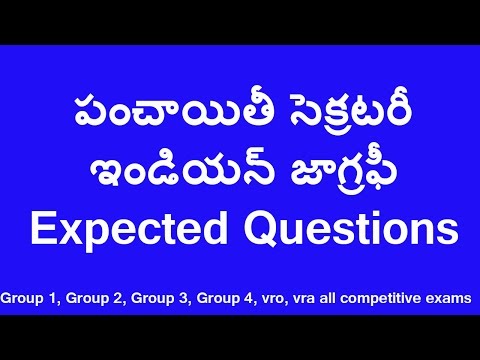 పంచాయితీ సెక్రటరీ
ఇండియన్ జాగ్రఫీ
Expected Questions
Group 1, Group 2, Group 3, Group 4, vro, vra all competitive exams